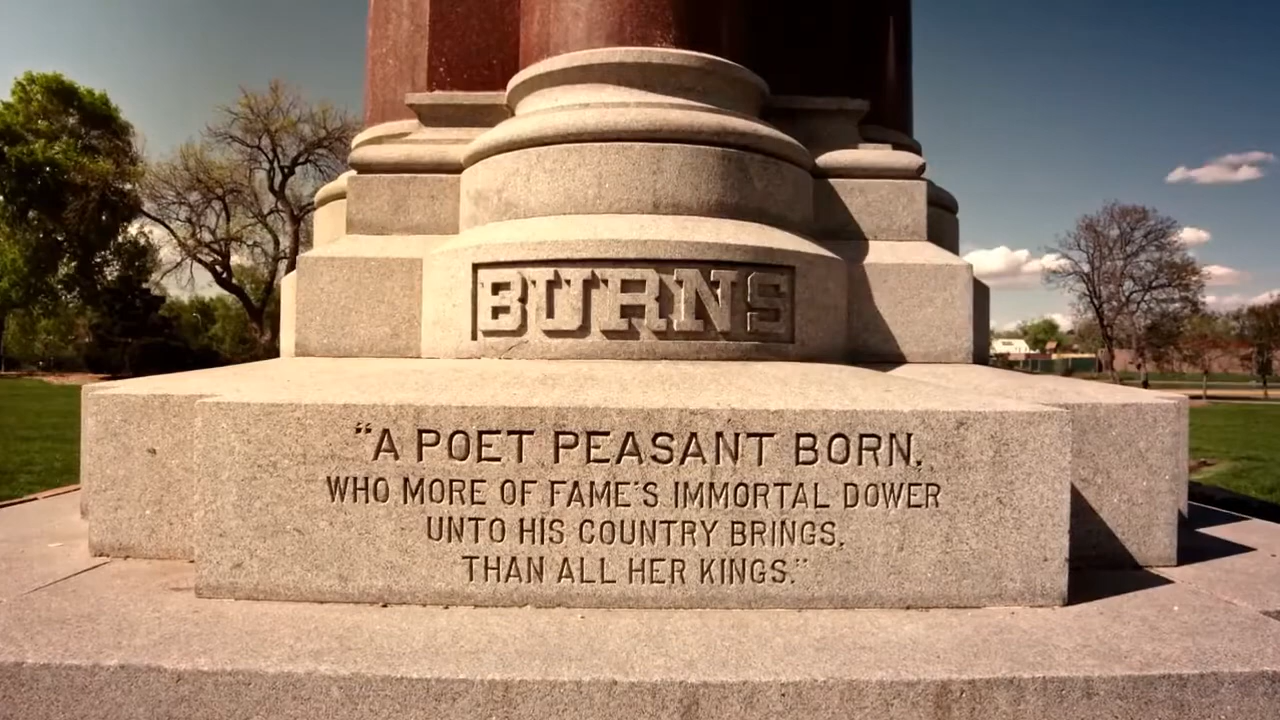 BURNS
"A POET PEASANT BORN,
WHO MORE OF FAME'S IMMORTAL DOWER
UNTO HIS COUNTRY BRINGS,
THAN ALL HER KINGS."